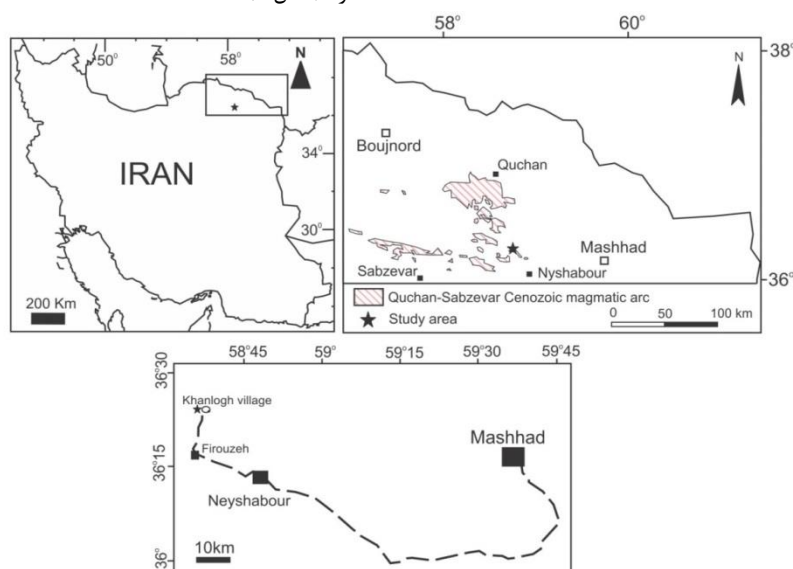 50°
58°
N
34°
30°
IRAN
200 Km
58°
60°
38°
N
Boujnord
Quchan
Mashhad
Sabzevar
Nyshabour
36°
Quchan-Sabzevar Cenozoic magmatic arc
Study area
0 50 100 km
58°45
59°
59°15
59°30
59°45
36°30
Khanlogh village
Firouzeh
36°15
Mashhad
Neyshabour
10km
36°